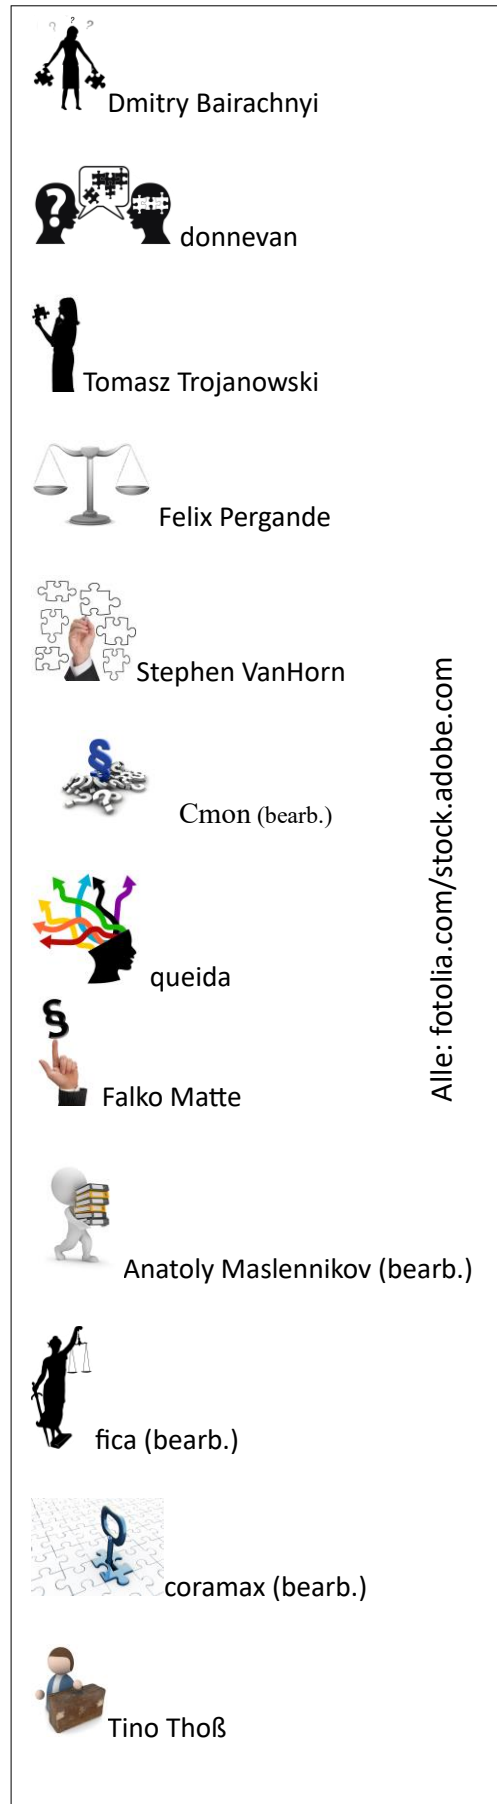 Dmitry Bairachnyi
donnevan
Tomasz Trojanowski
Felix Pergande
Stephen VanHorn
Cmon (bearb.)
queida
Falko Matte
Anatoly Maslennikov (bearb.)
fica (bearb.)
coramax (bearb.)
Tino Thoß
Alle: fotolia.com/stock.adobe.com